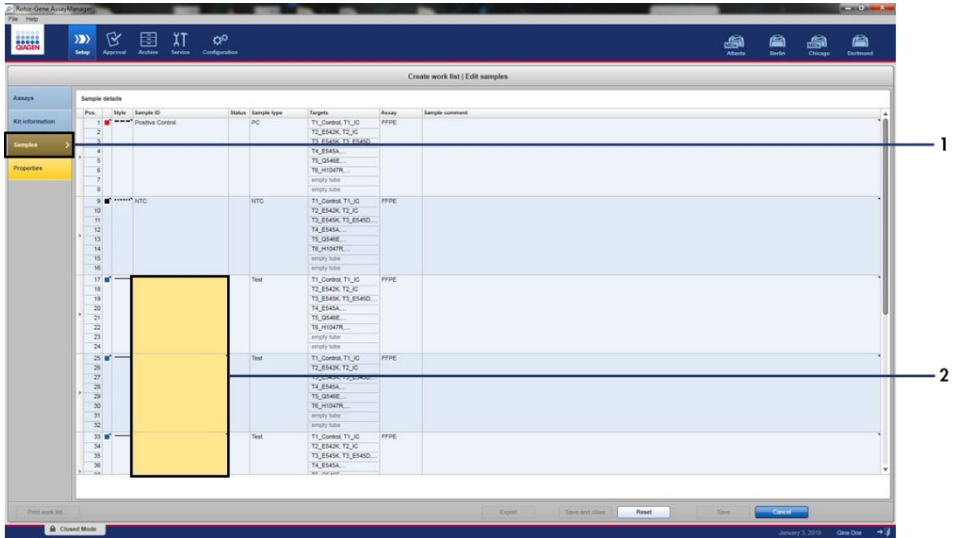 Rotor-Gene AssayManager
File Help
QIAGEN
Setup Approval Archive Service Configuration Atlanta Berlin Chicago Dortmund
Create work list | Edit samples
Assays
Kit information
Samples
Properties
Sample details
Pos. Style Sample ID Status Sample type Targets Assay Sample comment
1 Positive Control PC T1_Control, T1_IC FFPE
2 T2_E542K, T2_IC
3 T3_E545K, T3_E545D,...
4 T4_E545A,...
5 T5_Q546E,...
6 T6_H1047R,...
7 empty tube
8 empty tube
9 NTC NTC T1_Control, T1_IC FFPE
10 T2_E542K, T2_IC
11 T3_E545K, T3_E545D,...
12 T4_E545A,...
13 T5_Q546E,...
14 T6_H1047R,...
15 empty tube
16 empty tube
17 Test T1_Control, T1_IC FFPE
18 T2_E542K, T2_IC
19 T3_E545K, T3_E545D,...
20 T4_E545A,...
21 T5_Q546E,...
22 T6_H1047R,...
23 empty tube
24 empty tube
25 Test T1_Control, T1_IC FFPE
26 T2_E542K, T2_IC
27 T3_E545K, T3_E545D,...
28 T4_E545A,...
29 T5_Q546E,...
30 T6_H1047R,...
31 empty tube
32 empty tube
33 Test T1_Control, T1_IC FFPE
34 T2_E542K, T2_IC
35 T3_E545K, T3_E545D,...
36 T4_E545A,...
1
2
Print work list... Export Save and close Reset Save Cancel
Closed Mode January 3, 2019 Gine Doe